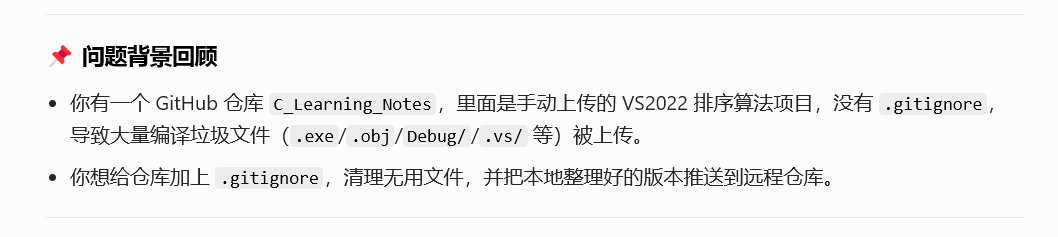 📌 问题背景回顾
• 你有一个 GitHub 仓库 C_Learning_Notes，里面是手动上传的 VS2022 排序算法项目，没有 .gitignore，
导致大量编译垃圾文件（.exe/.obj/Debug/ /.vs/ 等）被上传。
• 你想给仓库加上 .gitignore，清理无用文件，并把本地整理好的版本推送到远程仓库。